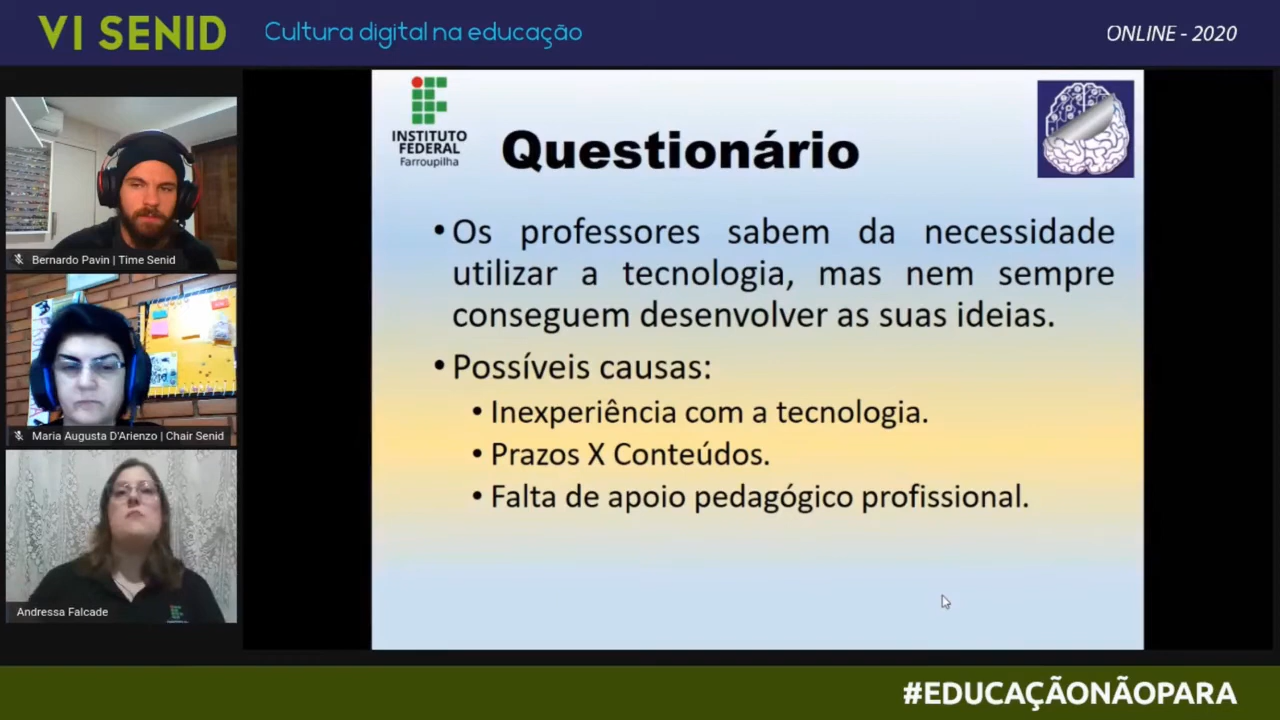 VI SENID
Cultura digital na educação
ONLINE - 2020
Bernardo Pavin | Time Senid
Maria Augusta D'Arienzo | Chair Senid
Andressa Falcade
INSTITUTO
FEDERAL
Farroupilha
Questionário
• Os professores sabem da necessidade
utilizar a tecnologia, mas nem sempre
conseguem desenvolver as suas ideias.
• Possíveis causas:
• Inexperiência com a tecnologia.
• Prazos X Conteúdos.
• Falta de apoio pedagógico profissional.
#EDUCAÇÃONÃOPARA